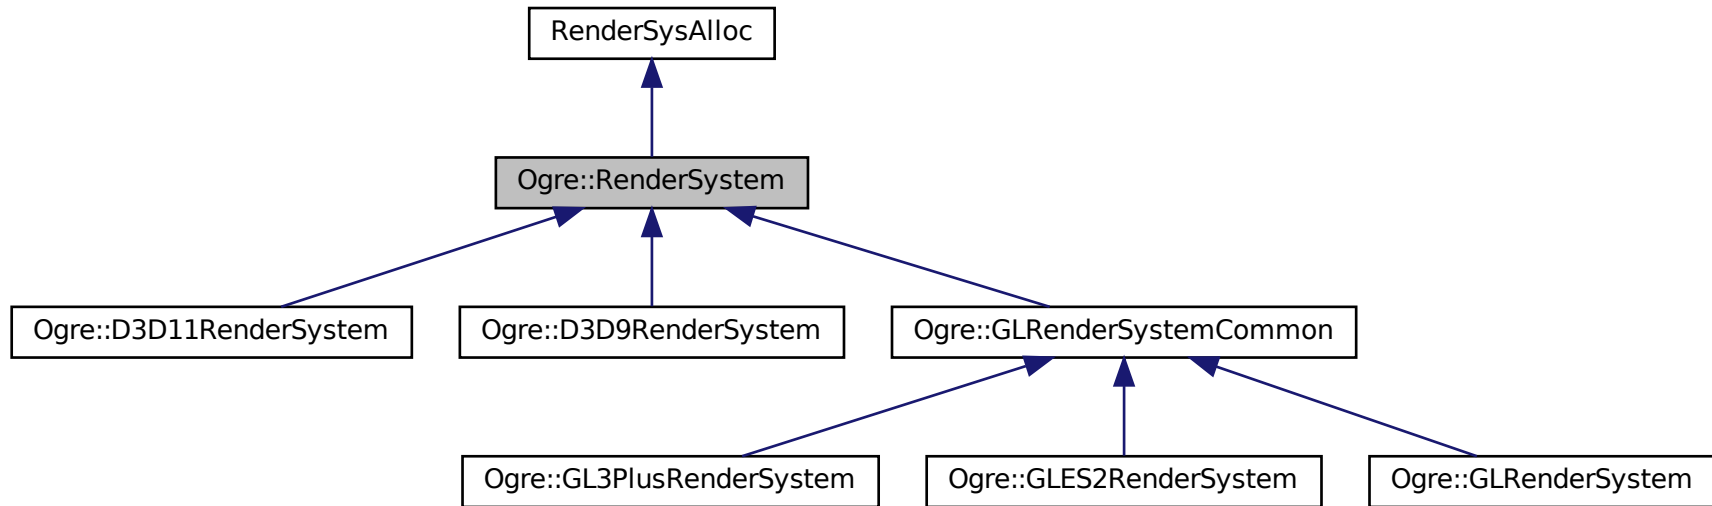 RenderSysAlloc
Ogre::RenderSystem
Ogre::D3D11RenderSystem
Ogre::D3D9RenderSystem
Ogre::GLRenderSystemCommon
Ogre::GL3PlusRenderSystem
Ogre::GLES2RenderSystem
Ogre::GLRenderSystem